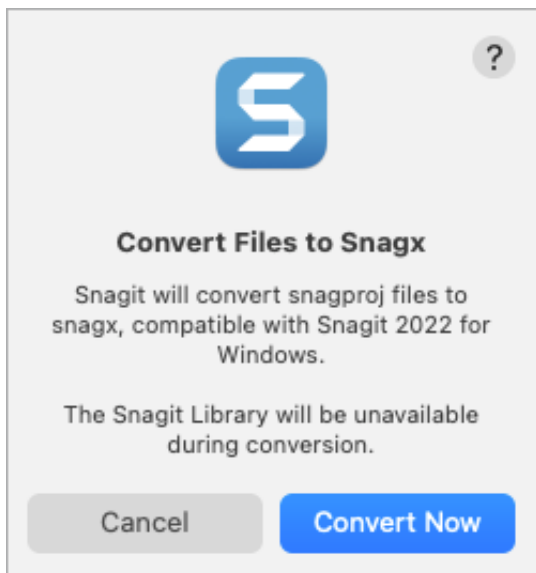 ?
Convert Files to Snagx
Snagit will convert snagproj files to
snagx, compatible with Snagit 2022 for
Windows.
The Snagit Library will be unavailable
during conversion.
Cancel
Convert Now